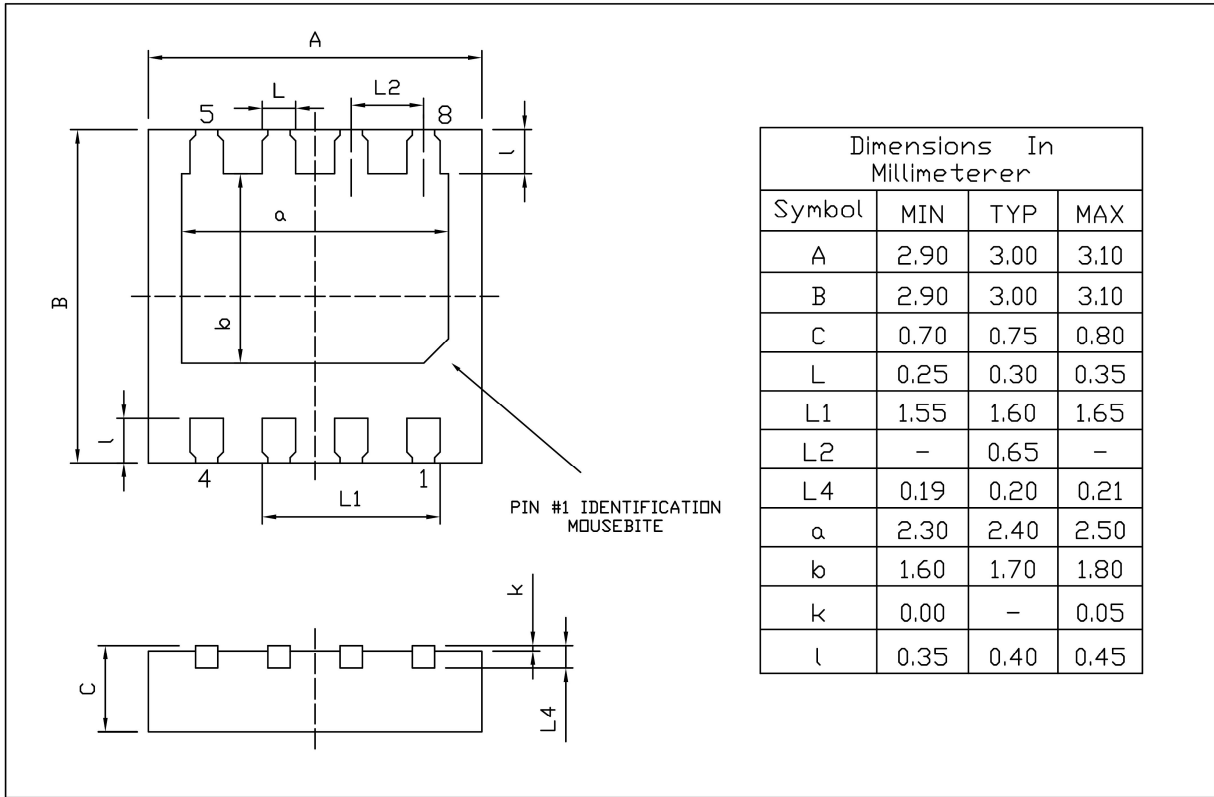 A
L
L2
5
8
l
a
B
b
l
4
1
L1
PIN #1 IDENTIFICATION
MOUSEBITE
k
C
L4
Dimensions In
Millimeterer
Symbol MIN TYP MAX
A 2.90 3.00 3.10
B 2.90 3.00 3.10
C 0.70 0.75 0.80
L 0.25 0.30 0.35
L1 1.55 1.60 1.65
L2 - 0.65 -
L4 0.19 0.20 0.21
a 2.30 2.40 2.50
b 1.60 1.70 1.80
k 0.00 - 0.05
l 0.35 0.40 0.45